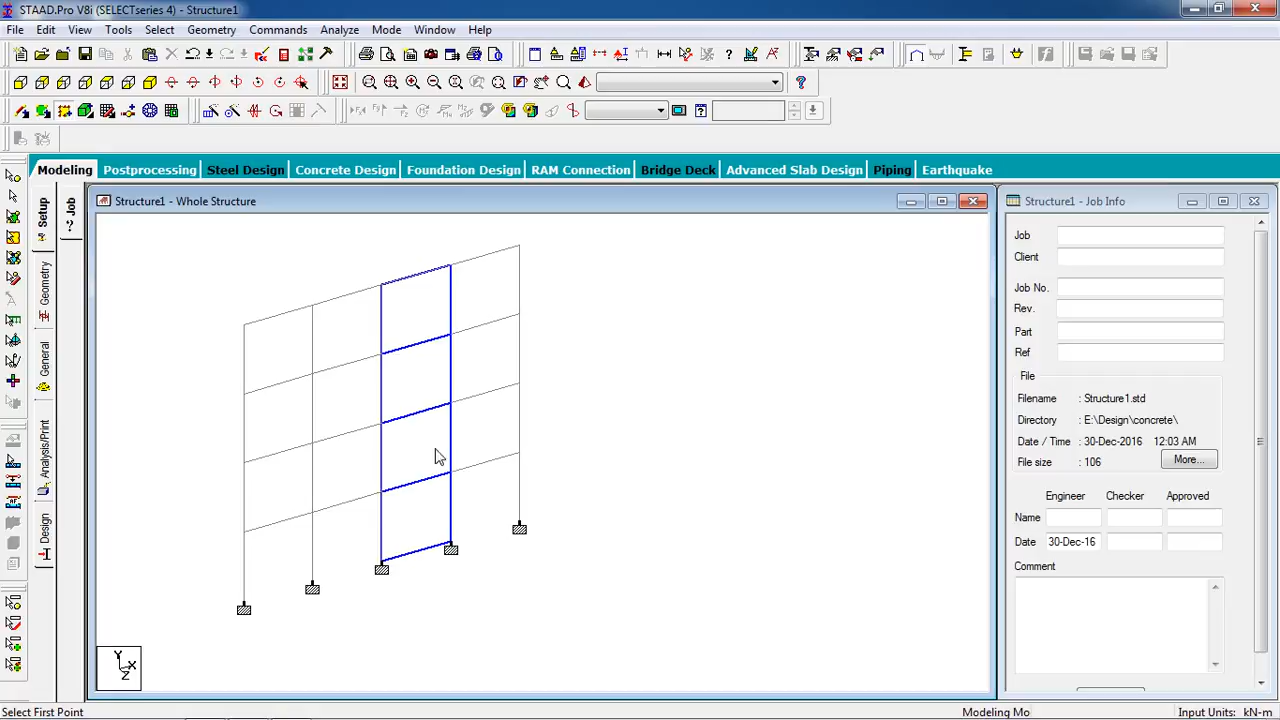 STAAD.Pro V8i (SELECTseries 4) - Structure1
File Edit View Tools Select Geometry Commands Analyze Mode Window Help
Modeling Postprocessing Steel Design Concrete Design Foundation Design RAM Connection Bridge Deck Advanced Slab Design Piping Earthquake
Setup
Job
Geometry
General
Analysis/Print
Design
Structure1 - Whole Structure
Y
X
Z
Structure1 - Job Info
Job
Client
Job No.
Rev.
Part
Ref
File
Filename : Structure1.std
Directory : E:\Design\concrete\
Date / Time : 30-Dec-2016 12:03 AM
File size : 106 More...
Engineer Checker Approved
Name
Date 30-Dec-16
Comment
Select First Point Modeling Mo Input Units: kN-m